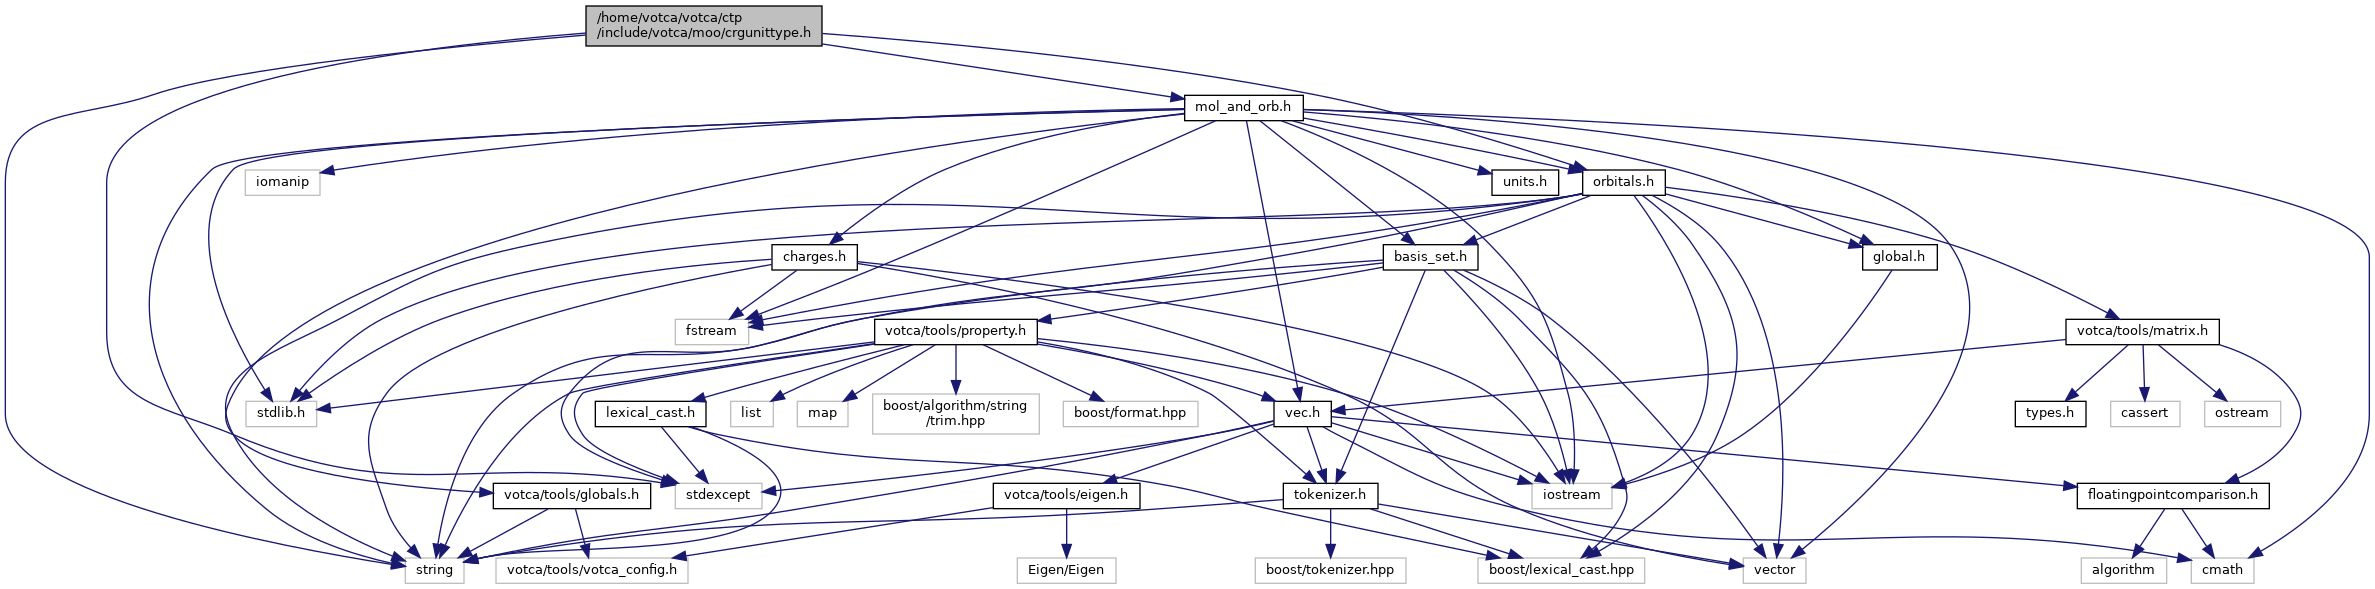 /home/votca/votca/ctp
/include/votca/moo/crgunittype.h
mol_and_orb.h
iomanip
units.h
orbitals.h
charges.h
basis_set.h
global.h
fstream
votca/tools/property.h
votca/tools/matrix.h
stdlib.h
lexical_cast.h
list
map
boost/algorithm/string
/trim.hpp
boost/format.hpp
vec.h
types.h
cassert
ostream
votca/tools/globals.h
stdexcept
votca/tools/eigen.h
tokenizer.h
iostream
floatingpointcomparison.h
string
votca/tools/votca_config.h
Eigen/Eigen
boost/tokenizer.hpp
boost/lexical_cast.hpp
vector
algorithm
cmath